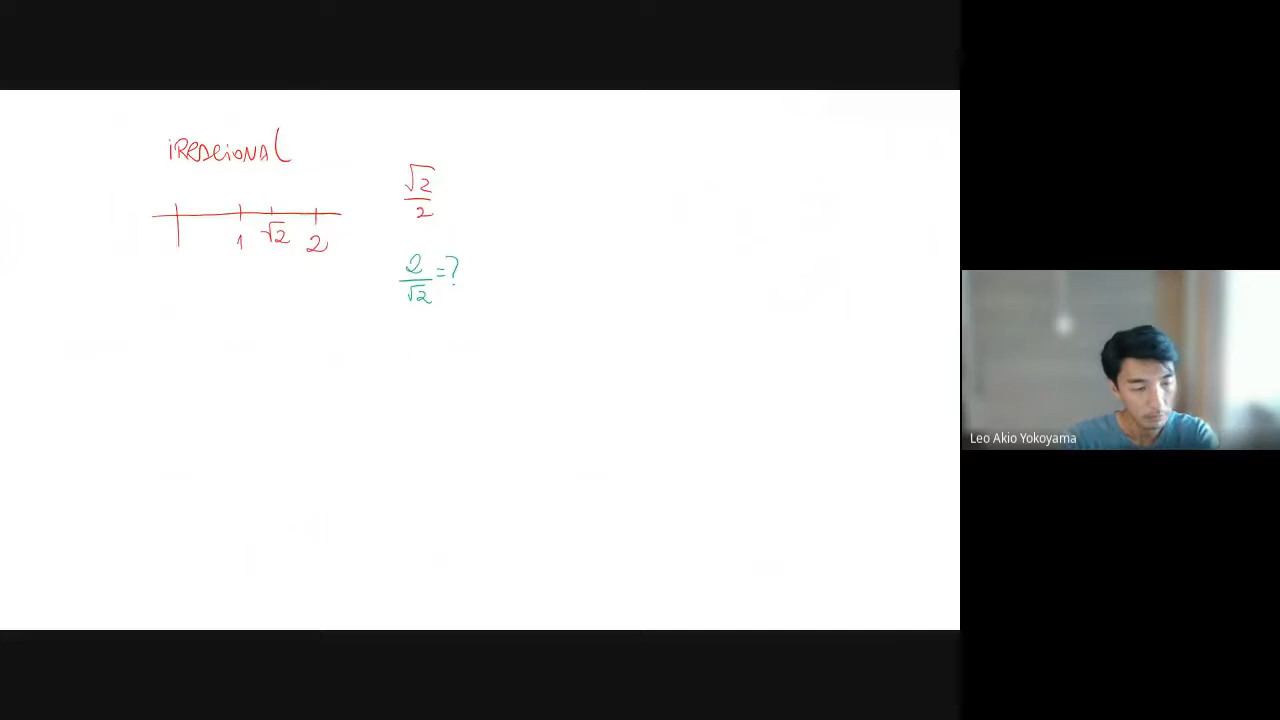 iRRacional
1 √2 2
√2/2
2/√2 = ?
Leo Akio Yokoyama